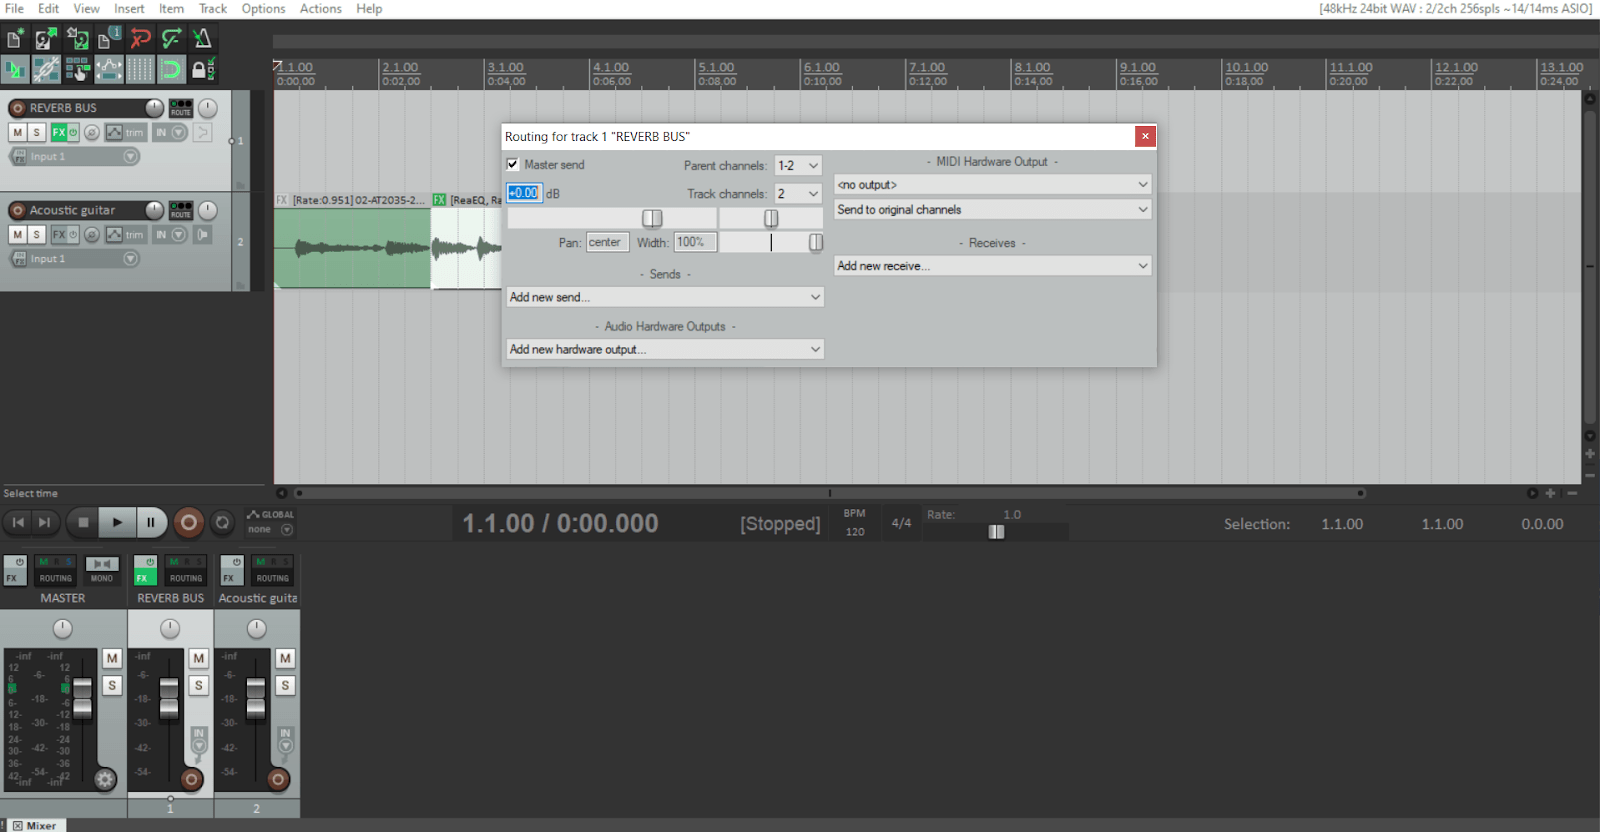 File Edit View Insert Item Track Options Actions Help
[48kHz 24bit WAV : 2/2ch 256spls ~14/14ms ASIO]
1
1.1.00 2.1.00 3.1.00 4.1.00 5.1.00 6.1.00 7.1.00 8.1.00 9.1.00 10.1.00 11.1.00 12.1.00 13.1.00
0:00.00 0:02.00 0:04.00 0:06.00 0:08.00 0:10.00 0:12.00 0:14.00 0:16.00 0:18.00 0:20.00 0:22.00 0:24.00
REVERB BUS ROUTE
M S FX trim IN
Input 1
1
Acoustic guitar ROUTE
M S FX trim IN
Input 1
2
FX [Rate:0.951] 02-AT2035-2... FX [ReaEQ, Ra
Routing for track 1 "REVERB BUS"
Master send Parent channels: 1-2
+0.00 dB Track channels: 2
Pan: center Width: 100%
- Sends -
Add new send...
- Audio Hardware Outputs -
Add new hardware output...
- MIDI Hardware Output -
<no output>
Send to original channels
- Receives -
Add new receive...
Select time
GLOBAL
none
1.1.00 / 0:00.000 [Stopped]
BPM
120
4/4
Rate: 1.0
Selection: 1.1.00 1.1.00 0.0.00
FX M R S ROUTING MONO
MASTER
FX M R S ROUTING
REVERB BUS
FX M R S ROUTING
Acoustic guita
-inf -inf
12 12
6 -6- 6
6- -18- -6
12- -12
18- -30- -18
24- -24
30- -42- -30
36- -36
42- -54- -42
-inf -inf
M
S
-inf
-6-
-18-
-30-
-42-
-54-
M
S
IN
1
-inf
-6-
-18-
-30-
-42-
-54-
M
S
IN
2
Mixer